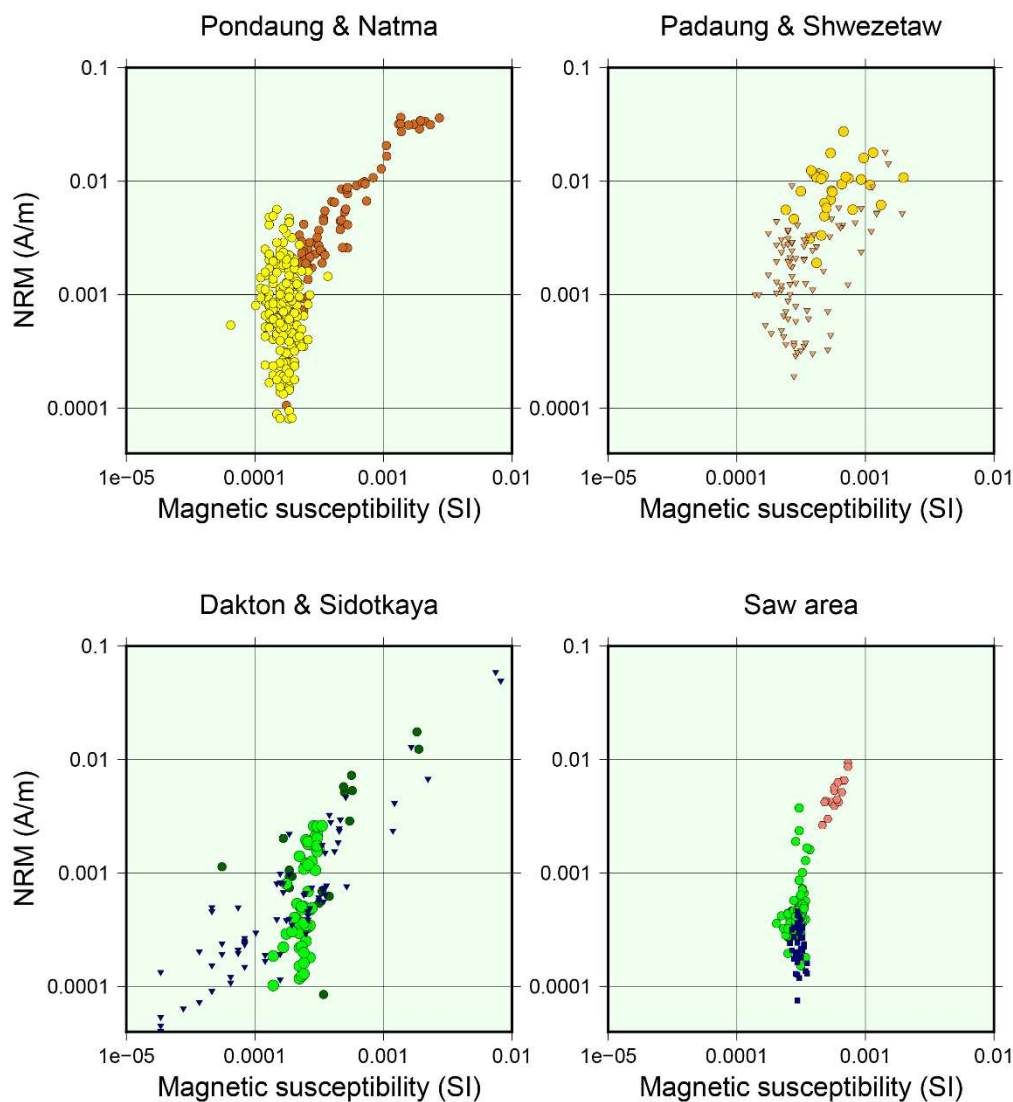 Pondaung & Natma
0.1
0.01
0.001
0.0001
1e-05 0.0001 0.001 0.01
NRM (A/m)
Magnetic susceptibility (SI)
Padaung & Shwezetaw
0.1
0.01
0.001
0.0001
1e-05 0.0001 0.001 0.01
Magnetic susceptibility (SI)
Dakton & Sidotkaya
0.1
0.01
0.001
0.0001
1e-05 0.0001 0.001 0.01
NRM (A/m)
Magnetic susceptibility (SI)
Saw area
0.1
0.01
0.001
0.0001
1e-05 0.0001 0.001 0.01
Magnetic susceptibility (SI)